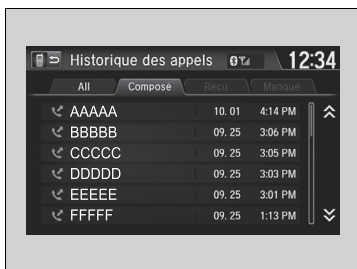 Historique des appels 12:34
All Composé Reçu Manqué
AAAAA 10. 01 4:14 PM
BBBBB 09. 25 3:06 PM
CCCCC 09. 25 3:05 PM
DDDDD 09. 25 3:03 PM
EEEEE 09. 25 3:01 PM
FFFFF 09. 25 1:13 PM